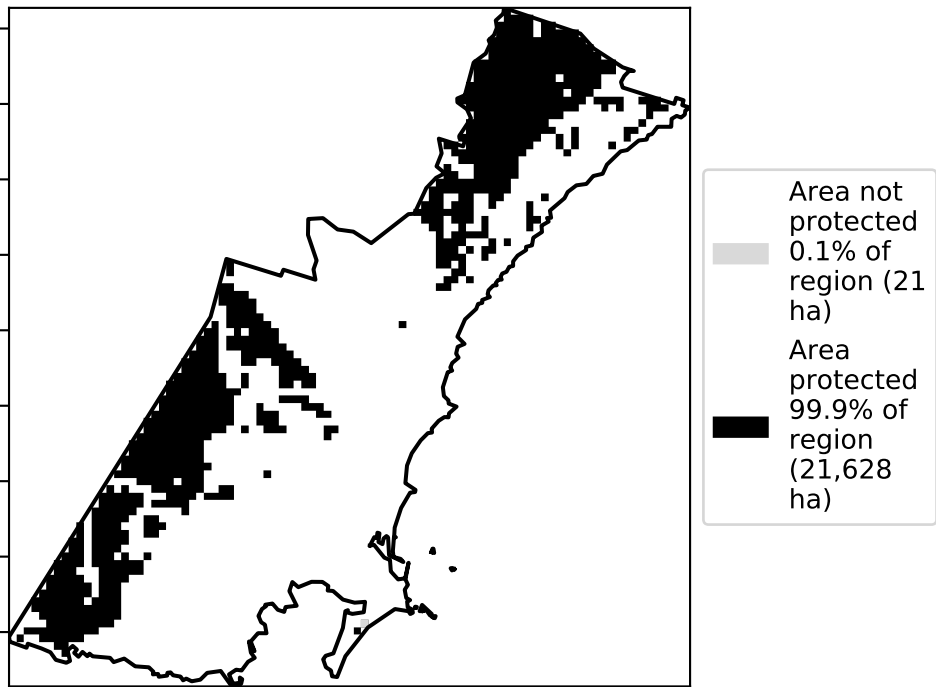 Area not
protected
0.1% of
region (21
ha)
Area
protected
99.9% of
region
(21,628
ha)